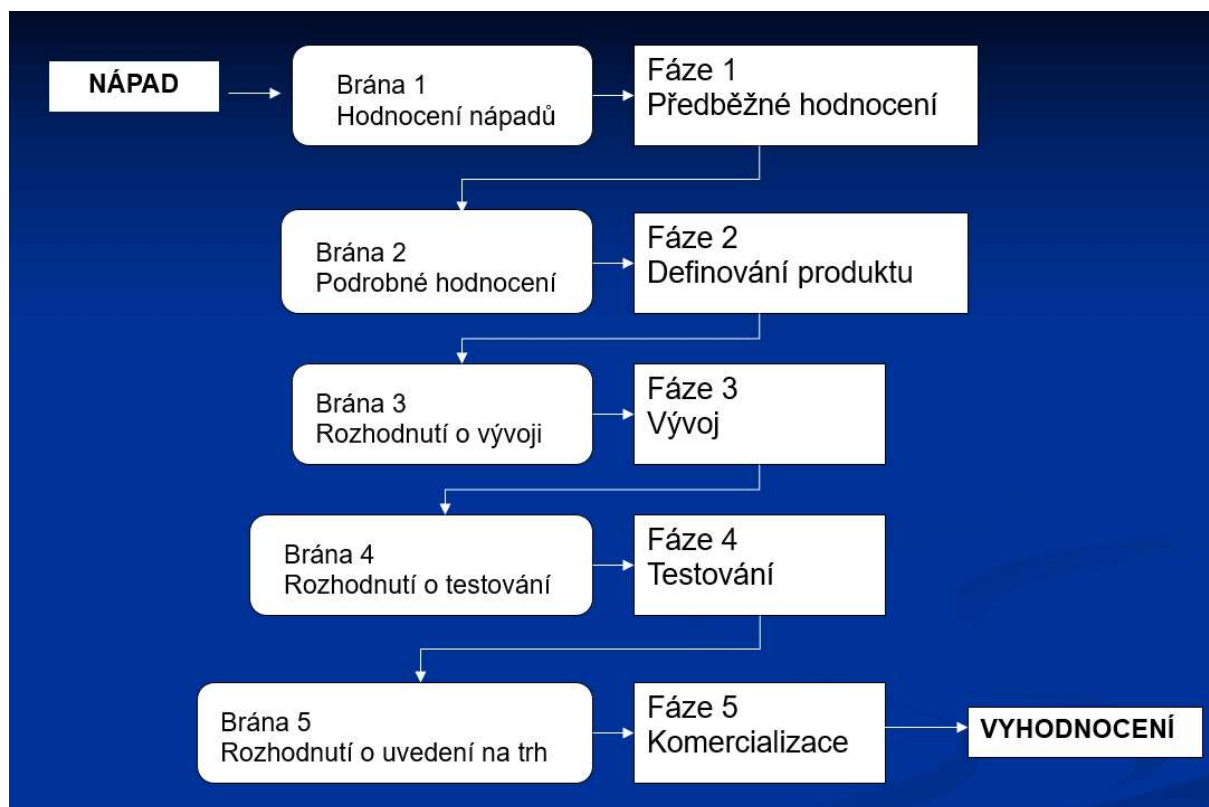 NÁPAD
Brána 1
Hodnocení nápadů
Fáze 1
Předběžné hodnocení
Brána 2
Podrobné hodnocení
Fáze 2
Definování produktu
Brána 3
Rozhodnutí o vývoji
Fáze 3
Vývoj
Brána 4
Rozhodnutí o testování
Fáze 4
Testování
Brána 5
Rozhodnutí o uvedení na trh
Fáze 5
Komercializace
VYHODNOCENÍ